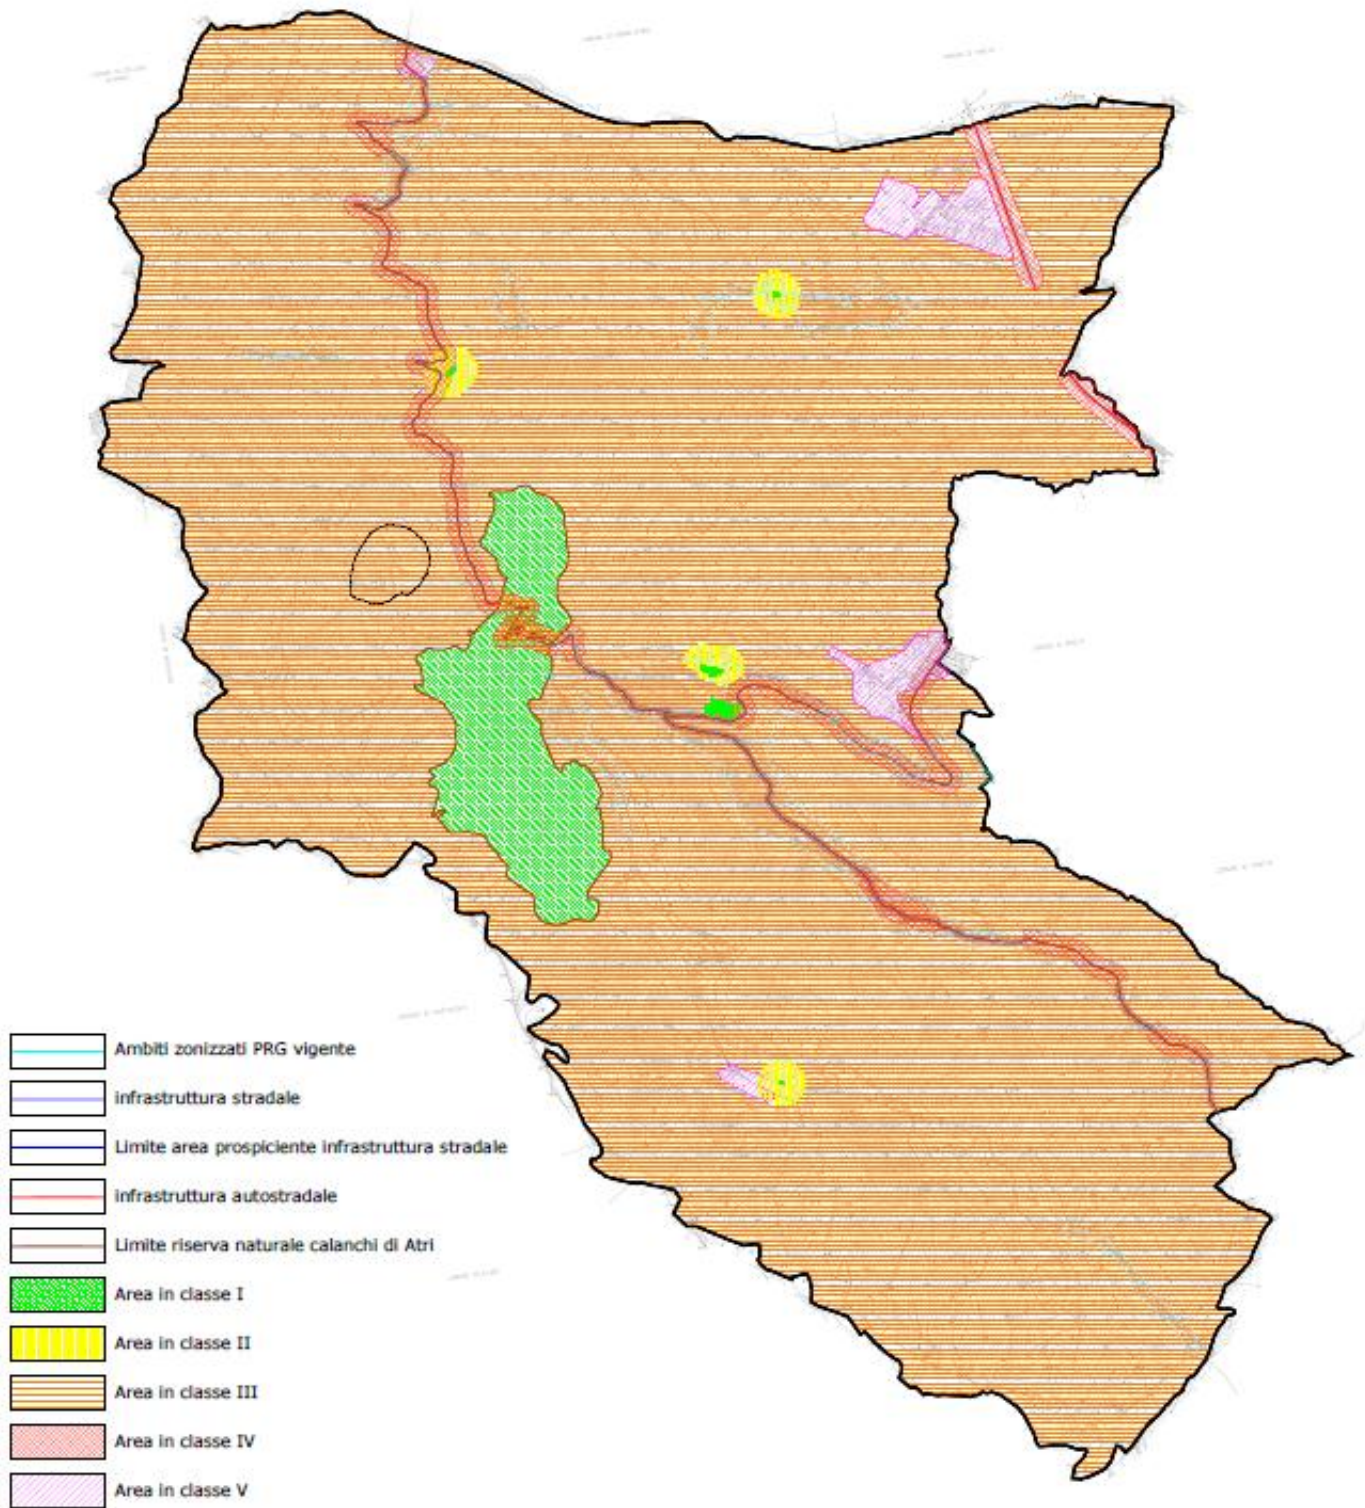 Ambiti zonizzati PRG vigente
infrastruttura stradale
Limite area prospiciente infrastruttura stradale
infrastruttura autostradale
Limite riserva naturale calanchi di Atri
Area in classe I
Area in classe II
Area in classe III
Area in classe IV
Area in classe V